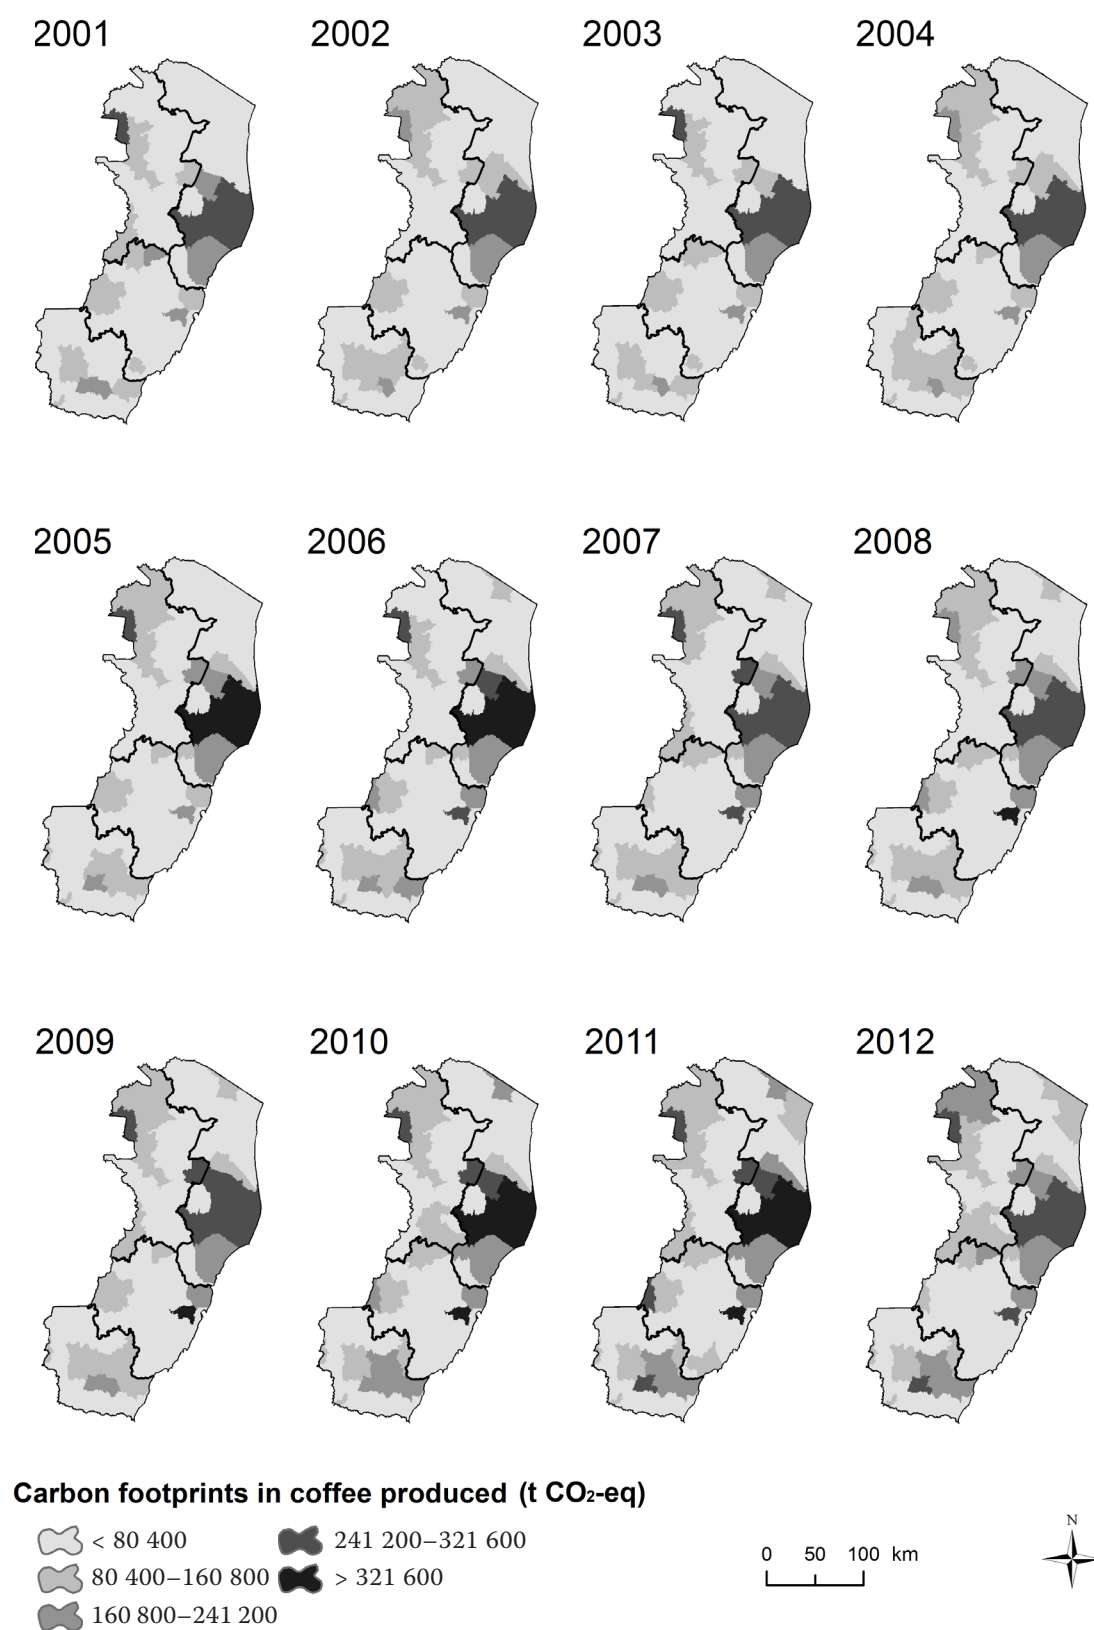 2001 2002 2003 2004
2005 2006 2007 2008
2009 2010 2011 2012
Carbon footprints in coffee produced (t CO₂-eq)
< 80 400
80 400–160 800
160 800–241 200
241 200–321 600
> 321 600
0 50 100 km
N